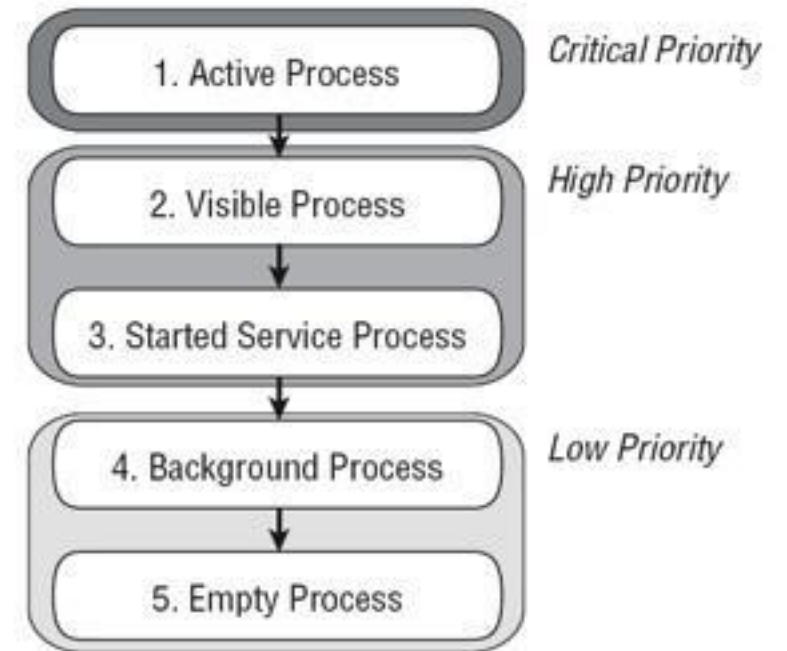 1. Active Process
Critical Priority
2. Visible Process
High Priority
3. Started Service Process
4. Background Process
Low Priority
5. Empty Process